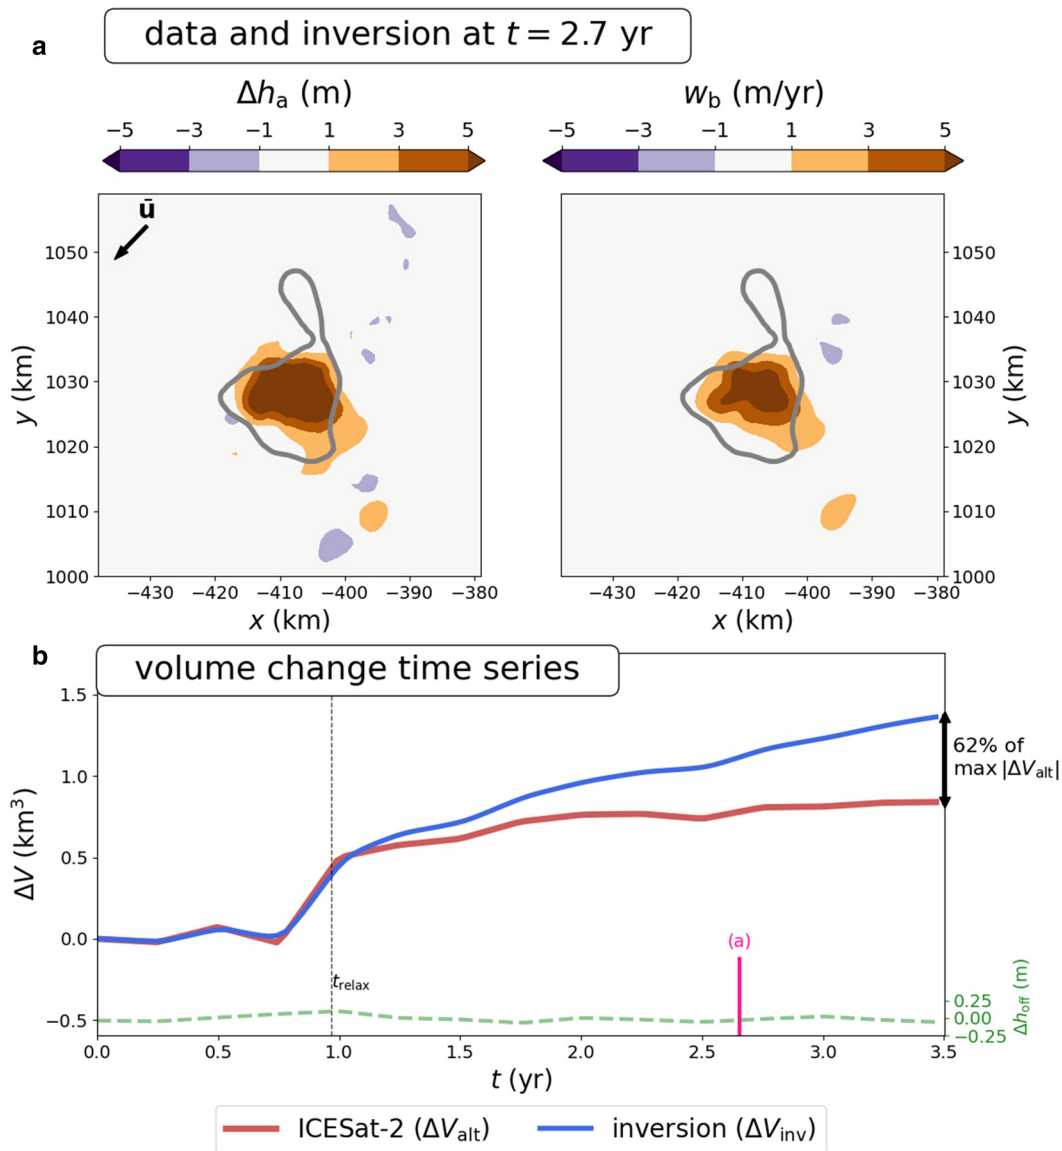 a
data and inversion at t = 2.7 yr
Δhₐ (m)
w_b (m/yr)
−5 −3 −1 1 3 5
−5 −3 −1 1 3 5
ū
1050
1040
1030
1020
1010
1000
y (km)
−430 −420 −410 −400 −390 −380
x (km)
1050
1040
1030
1020
1010
1000
y (km)
−430 −420 −410 −400 −390 −380
x (km)
b
volume change time series
1.5
1.0
0.5
0.0
−0.5
ΔV (km³)
62% of
max |ΔV_alt|
(a)
t_relax
0.25
0.00
−0.25
Δh_off (m)
0.0 0.5 1.0 1.5 2.0 2.5 3.0 3.5
t (yr)
ICESat-2 (ΔV_alt)
inversion (ΔV_inv)